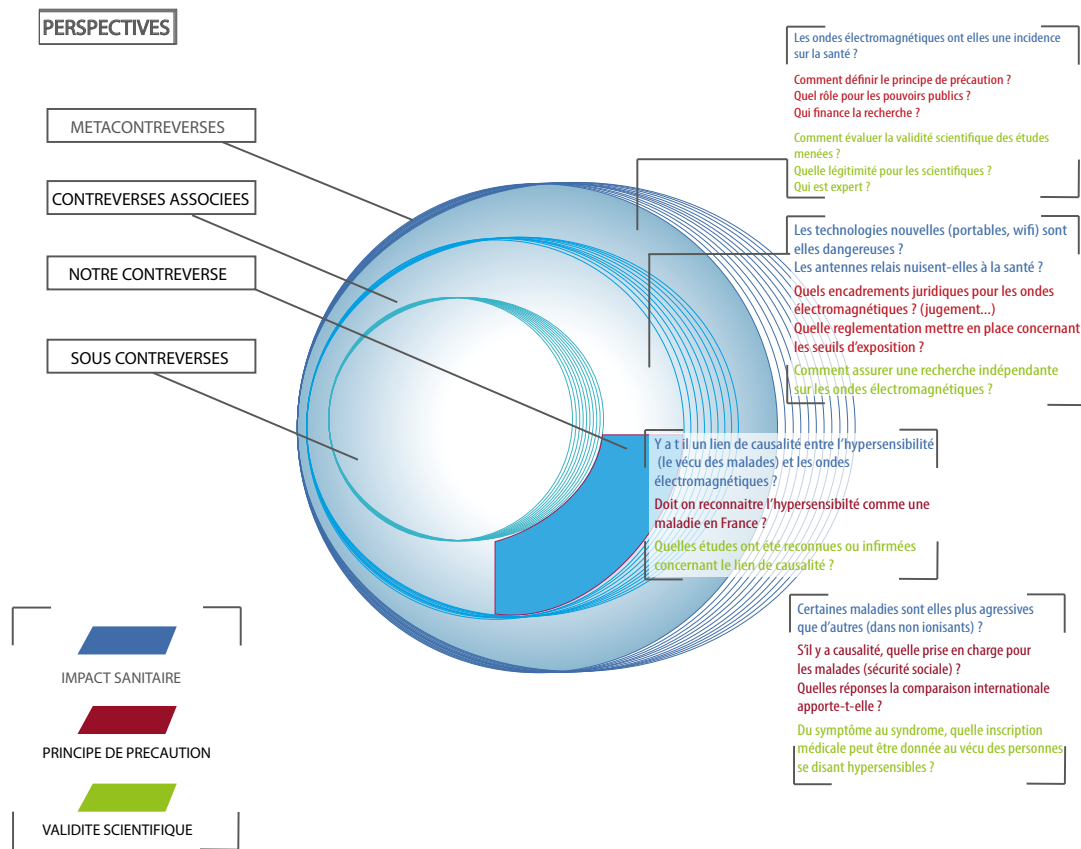 PERSPECTIVES
METACONTREVERSES
CONTREVERSES ASSOCIEES
NOTRE CONTREVERSE
SOUS CONTREVERSES
Les ondes électromagnétiques ont elles une incidence
sur la santé ?
Comment définir le principe de précaution ?
Quel rôle pour les pouvoirs publics ?
Qui finance la recherche ?
Comment évaluer la validité scientifique des études
menées ?
Quelle légitimité pour les scientifiques ?
Qui est expert ?
Les technologies nouvelles (portables, wifi) sont
elles dangereuses ?
Les antennes relais nuisent-elles à la santé ?
Quels encadrements juridiques pour les ondes
électromagnétiques ? (jugement...)
Quelle reglementation mettre en place concernant
les seuils d'exposition ?
Comment assurer une recherche indépendante
sur les ondes électromagnétiques ?
Y a t il un lien de causalité entre l'hypersensibilité
(le vécu des malades) et les ondes
électromagnétiques ?
Doit on reconnaitre l'hypersensibilté comme une
maladie en France ?
Quelles études ont été reconnues ou infirmées
concernant le lien de causalité ?
Certaines maladies sont elles plus agressives
que d'autres (dans non ionisants) ?
S'il y a causalité, quelle prise en charge pour
les malades (sécurité sociale) ?
Quelles réponses la comparaison internationale
apporte-t-elle ?
Du symptôme au syndrome, quelle inscription
médicale peut être donnée au vécu des personnes
se disant hypersensibles ?
IMPACT SANITAIRE
PRINCIPE DE PRECAUTION
VALIDITE SCIENTIFIQUE